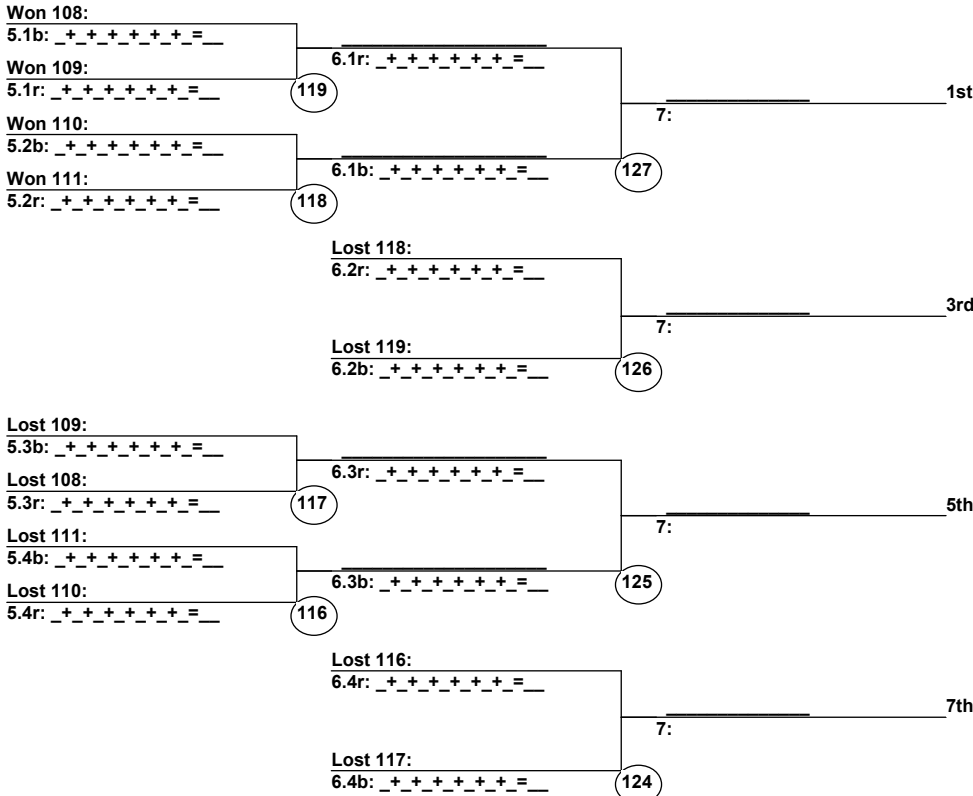 Won 108:
5.1b: _+_+_+_+_+_=__
6.1r: _+_+_+_+_+_=__
Won 109:
5.1r: _+_+_+_+_+_=__
119
1st
7:
Won 110:
5.2b: _+_+_+_+_+_=__
6.1b: _+_+_+_+_+_=__
127
Won 111:
5.2r: _+_+_+_+_+_=__
118
Lost 118:
6.2r: _+_+_+_+_+_=__
3rd
7:
Lost 119:
6.2b: _+_+_+_+_+_=__
126
Lost 109:
5.3b: _+_+_+_+_+_=__
6.3r: _+_+_+_+_+_=__
Lost 108:
5.3r: _+_+_+_+_+_=__
117
5th
7:
Lost 111:
5.4b: _+_+_+_+_+_=__
6.3b: _+_+_+_+_+_=__
125
Lost 110:
5.4r: _+_+_+_+_+_=__
116
Lost 116:
6.4r: _+_+_+_+_+_=__
7th
7:
Lost 117:
6.4b: _+_+_+_+_+_=__
124